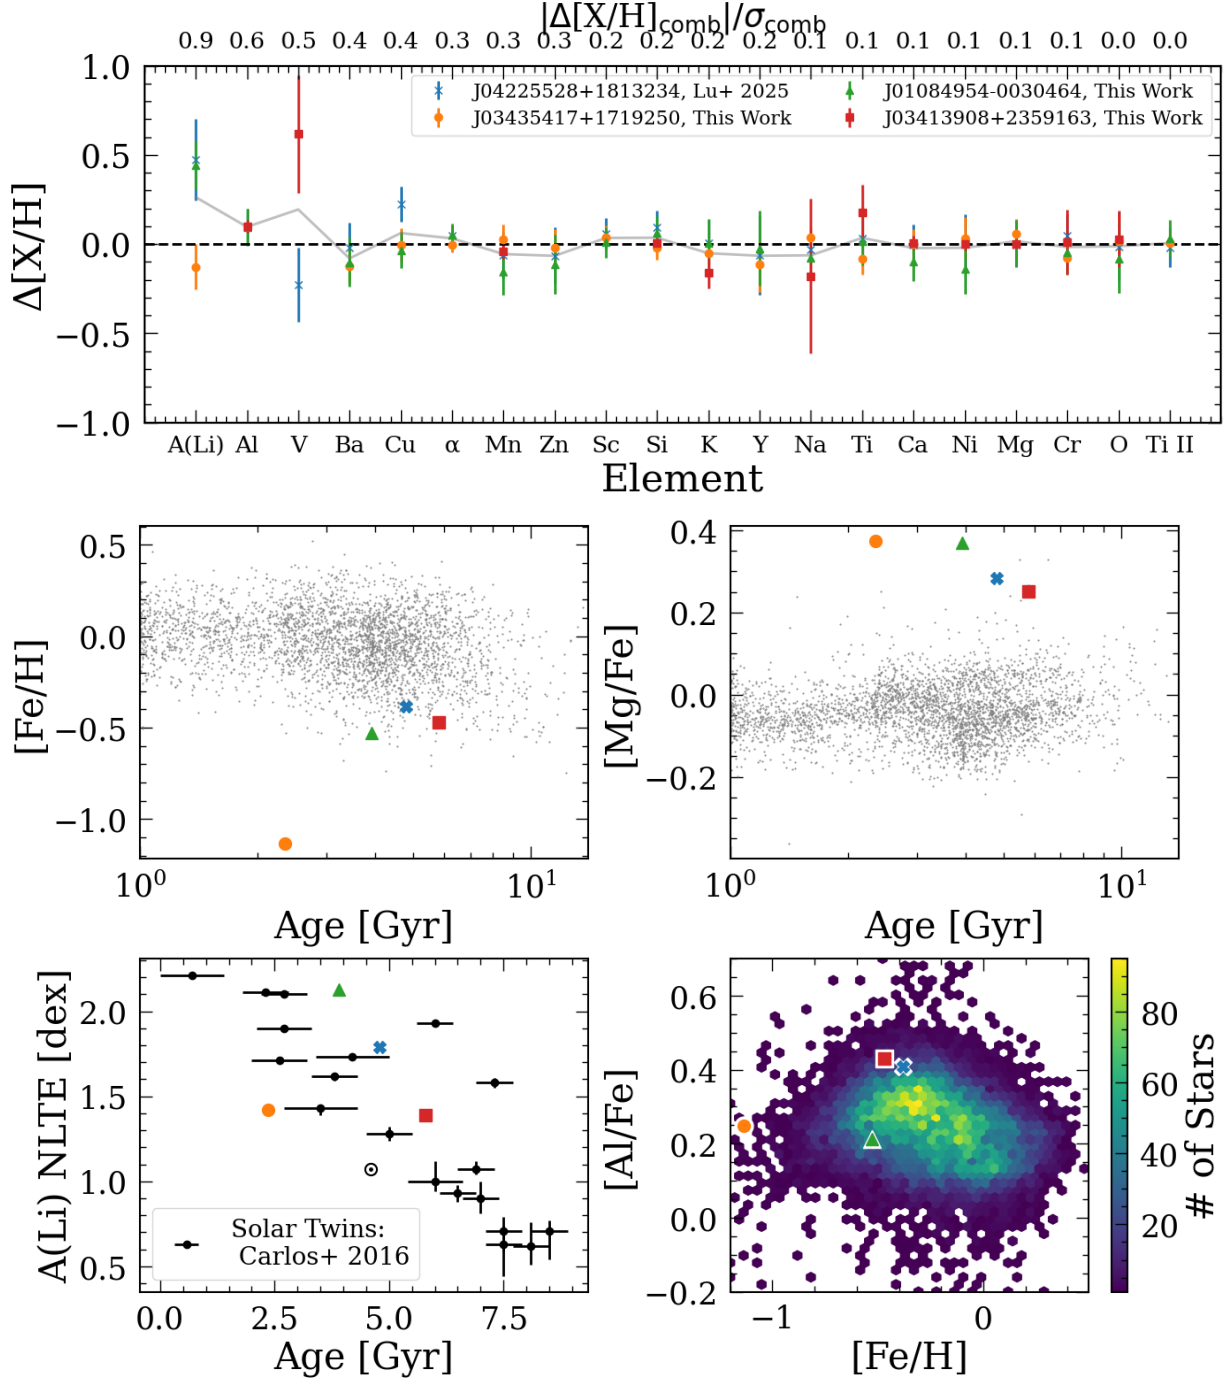 |Δ[X/H]comb|/σcomb
0.9 0.6 0.5 0.4 0.4 0.3 0.3 0.3 0.2 0.2 0.2 0.2 0.1 0.1 0.1 0.1 0.1 0.1 0.0 0.0
J04225528+1813234, Lu+ 2025
J03435417+1719250, This Work
J01084954-0030464, This Work
J03413908+2359163, This Work
Δ[X/H]
1.0
0.5
0.0
−0.5
−1.0
A(Li) Al V Ba Cu α Mn Zn Sc Si K Y Na Ti Ca Ni Mg Cr O Ti II
Element
[Fe/H]
0.5
0.0
−0.5
−1.0
10⁰ 10¹
Age [Gyr]
[Mg/Fe]
0.4
0.2
0.0
−0.2
10⁰ 10¹
Age [Gyr]
A(Li) NLTE [dex]
2.0
1.5
1.0
0.5
Solar Twins:
Carlos+ 2016
0.0 2.5 5.0 7.5
Age [Gyr]
[Al/Fe]
0.6
0.4
0.2
0.0
−0.2
−1 0
[Fe/H]
80
60
40
20
# of Stars